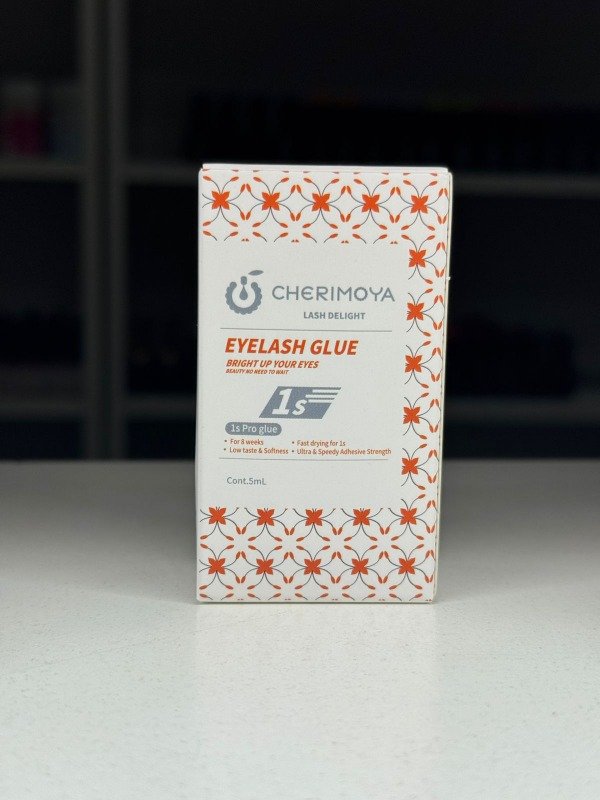 CHERIMOYA
LASH DELIGHT
EYELASH GLUE
BRIGHT UP YOUR EYES
BEAUTY NO NEED TO WAIT
1s
1s Pro glue
• For 8 weeks • Fast drying for 1s
• Low taste & Softness • Ultra & Speedy Adhesive Strength
Cont.5mL